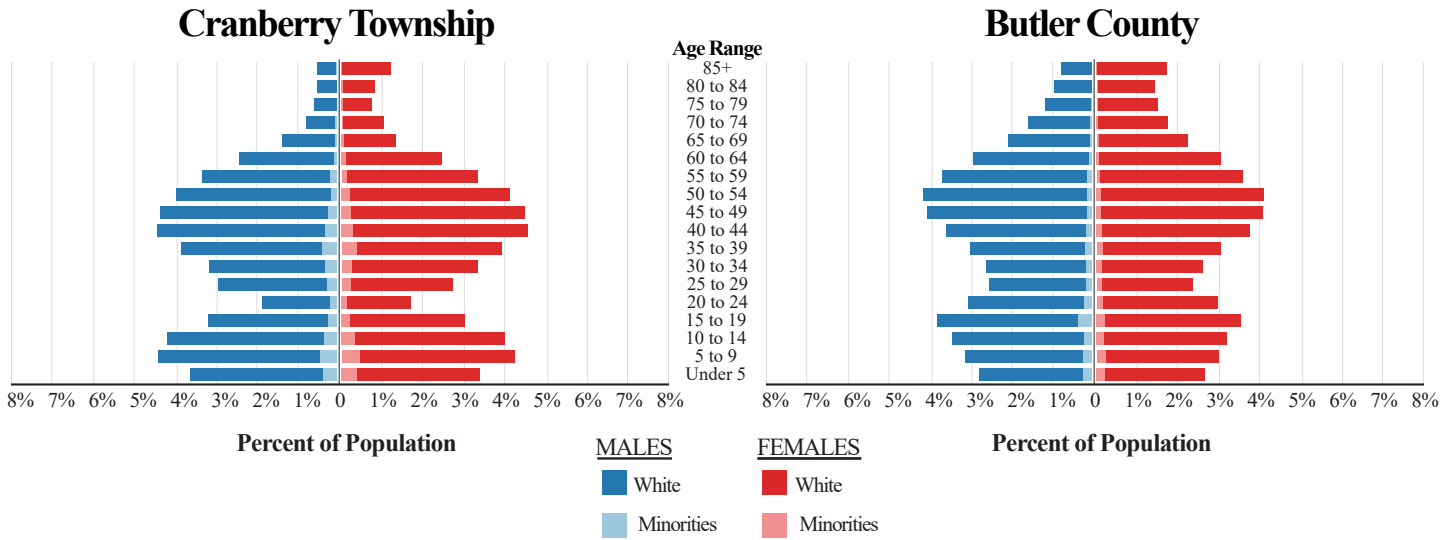 Cranberry Township
Butler County
Age Range
85+
80 to 84
75 to 79
70 to 74
65 to 69
60 to 64
55 to 59
50 to 54
45 to 49
40 to 44
35 to 39
30 to 34
25 to 29
20 to 24
15 to 19
10 to 14
5 to 9
Under 5
8% 7% 6% 5% 4% 3% 2% 1% 0 1% 2% 3% 4% 5% 6% 7% 8%
8% 7% 6% 5% 4% 3% 2% 1% 0 1% 2% 3% 4% 5% 6% 7% 8%
Percent of Population
Percent of Population
MALES
White
Minorities
FEMALES
White
Minorities